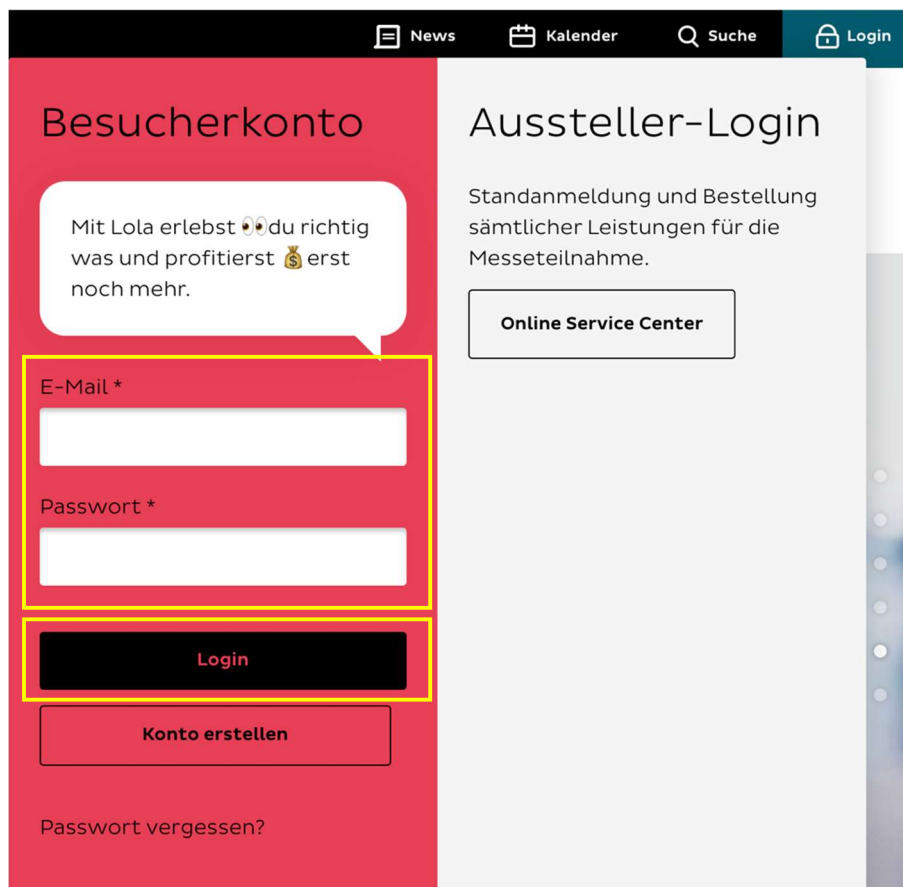 News
Kalender
Suche
Login
Besucherkonto
Mit Lola erlebst 👀du richtig
was und profitierst 💰erst
noch mehr.
E-Mail *
Passwort *
Login
Konto erstellen
Passwort vergessen?
Aussteller-Login
Standanmeldung und Bestellung
sämtlicher Leistungen für die
Messeteilnahme.
Online Service Center